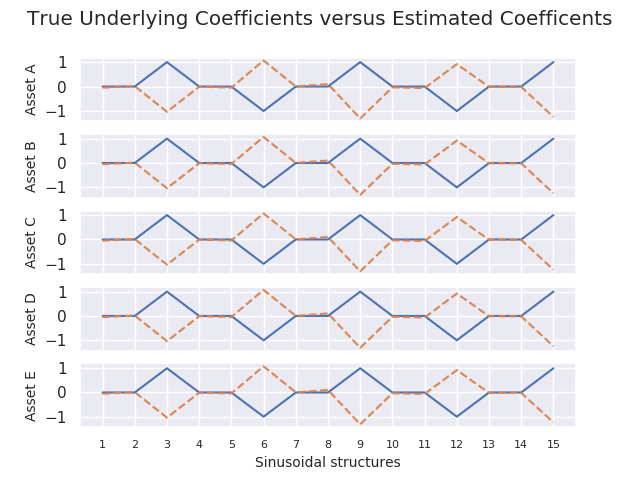 True Underlying Coefficients versus Estimated Coefficents
1
0
−1
Asset A
1
0
−1
Asset B
1
0
−1
Asset C
1
0
−1
Asset D
1
0
−1
Asset E
1 2 3 4 5 6 7 8 9 10 11 12 13 14 15
Sinusoidal structures